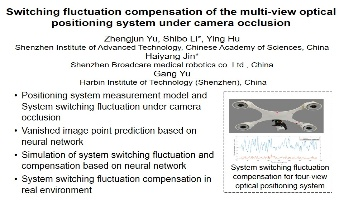 Switching fluctuation compensation of the multi-view optical
positioning system under camera occlusion
Zhengjun Yu, Shibo Li*, Ying Hu
Shenzhen Institute of Advanced Technology, Chinese Academy of Sciences, China
Haiyang Jin*
Shenzhen Broadcare medical robotics co. Ltd., China
Gang Yu
Harbin Institute of Technology (Shenzhen), China
• Positioning system measurement model and
System switching fluctuation under camera
occlusion
• Vanished image point prediction based on
neural network
• Simulation of system switching fluctuation and
compensation based on neural network
• System switching fluctuation compensation in
real environment
System switching fluctuation
compensation for four view
optical positioning system